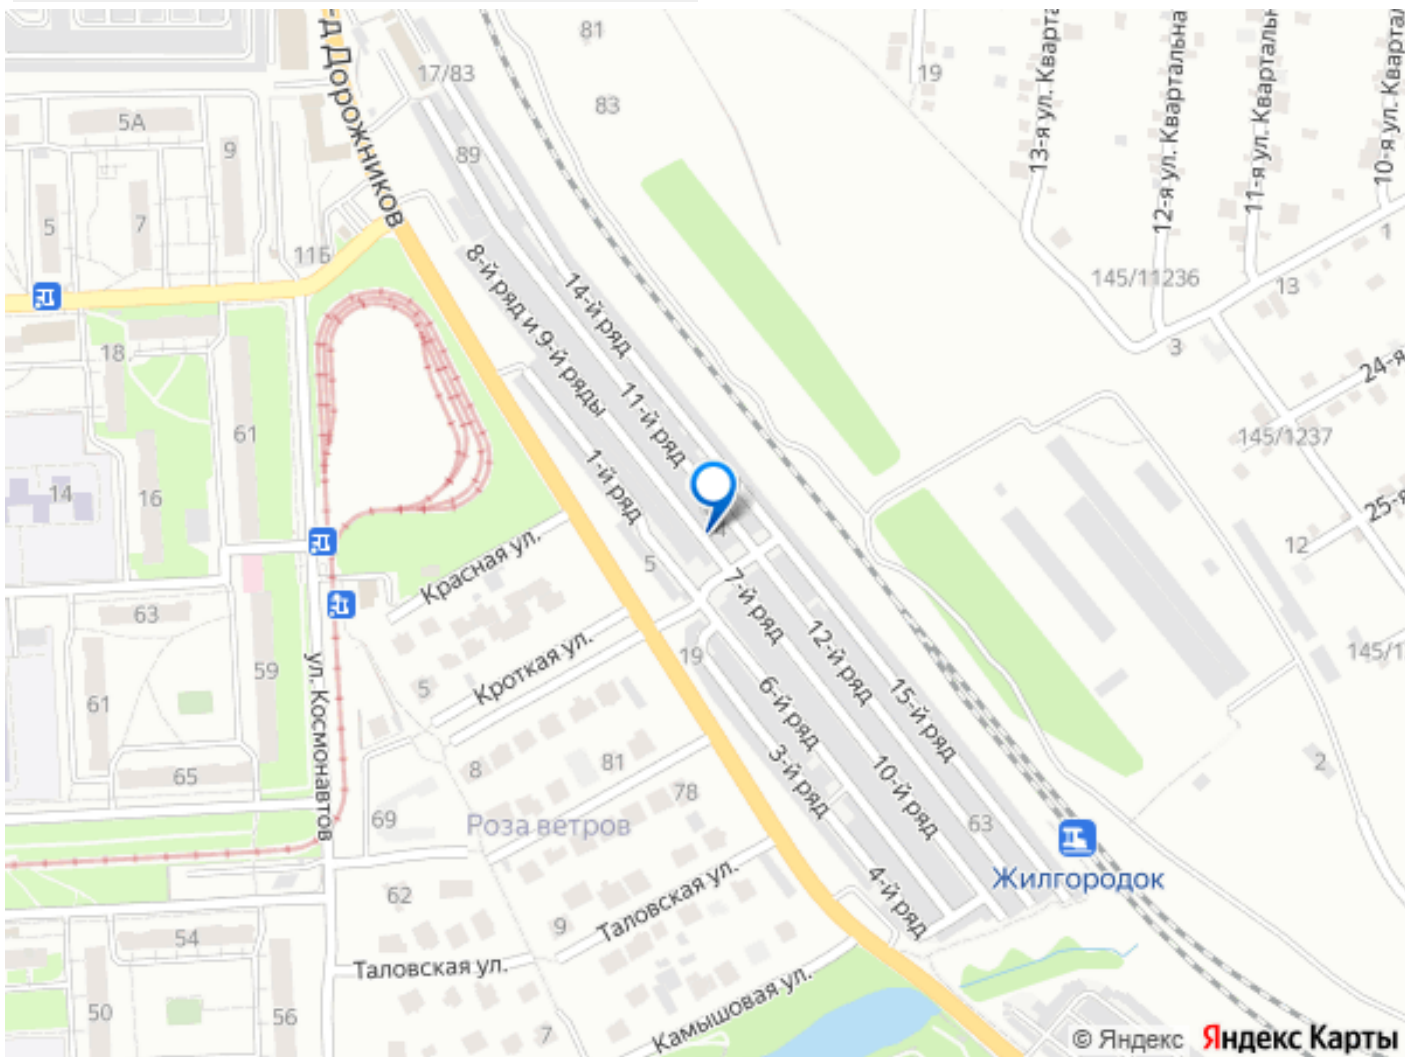 81
17/83
19
13-я ул. Кварта
12-я ул. Квартальна
11-я ул. Квартальн
10-я ул. Кварта
-д Дорожников
83
5А
9
89
5
7
11Б
1
145/11236
13
8-й ряд и 9-й ряды
14-й ряд
3
18
24-я
11-й ряд
61
145/1237
1-й ряд
14
16
25-я
12
5
Красная ул.
7-й ряд
63
12-й ряд
19
145/1
59
Кроткая ул.
5
ул. Космонавтов
6-й ряд
15-й ряд
61
65
8
81
3-й ряд
10-й ряд
2
78
69
Роза ветров
63
Жилгородок
62
4-й ряд
9
Таловская ул.
54
Таловская ул.
50
56
7
Камышовая ул.
© Яндекс Яндекс Карты